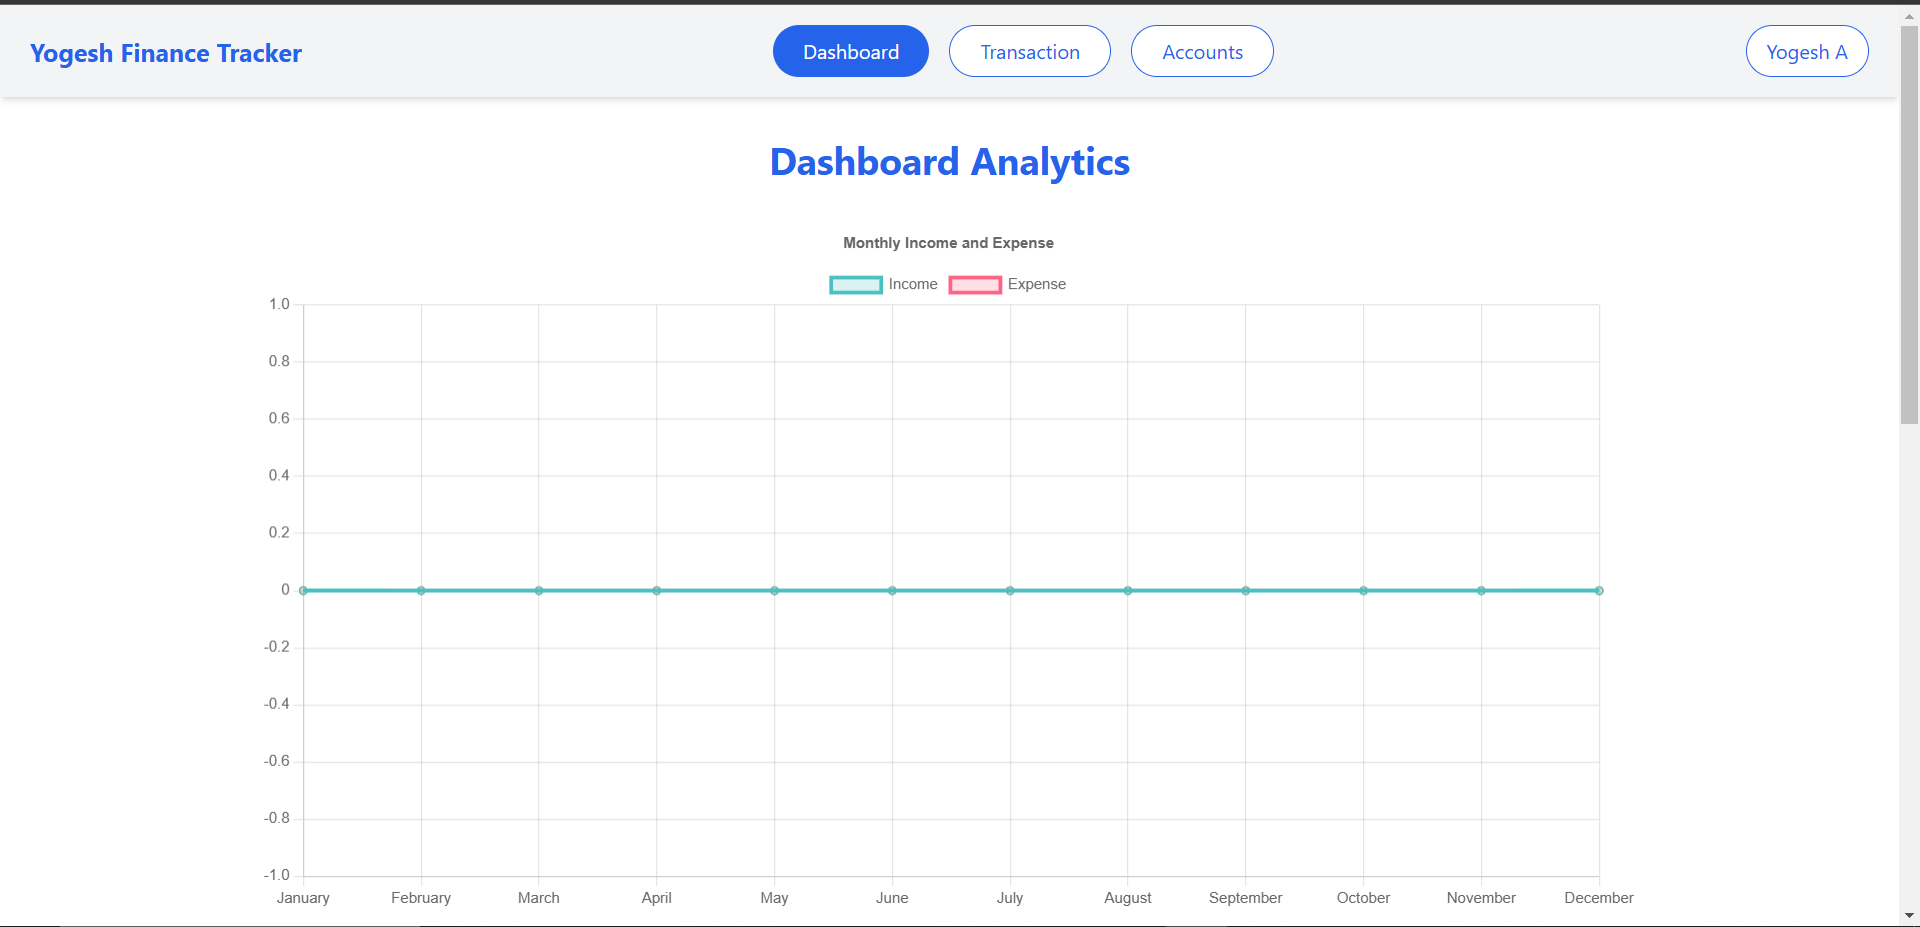 Yogesh Finance Tracker
Dashboard
Transaction
Accounts
Yogesh A
Dashboard Analytics
Monthly Income and Expense
Income
Expense
1.0
0.8
0.6
0.4
0.2
0
-0.2
-0.4
-0.6
-0.8
-1.0
January February March April May June July August September October November December